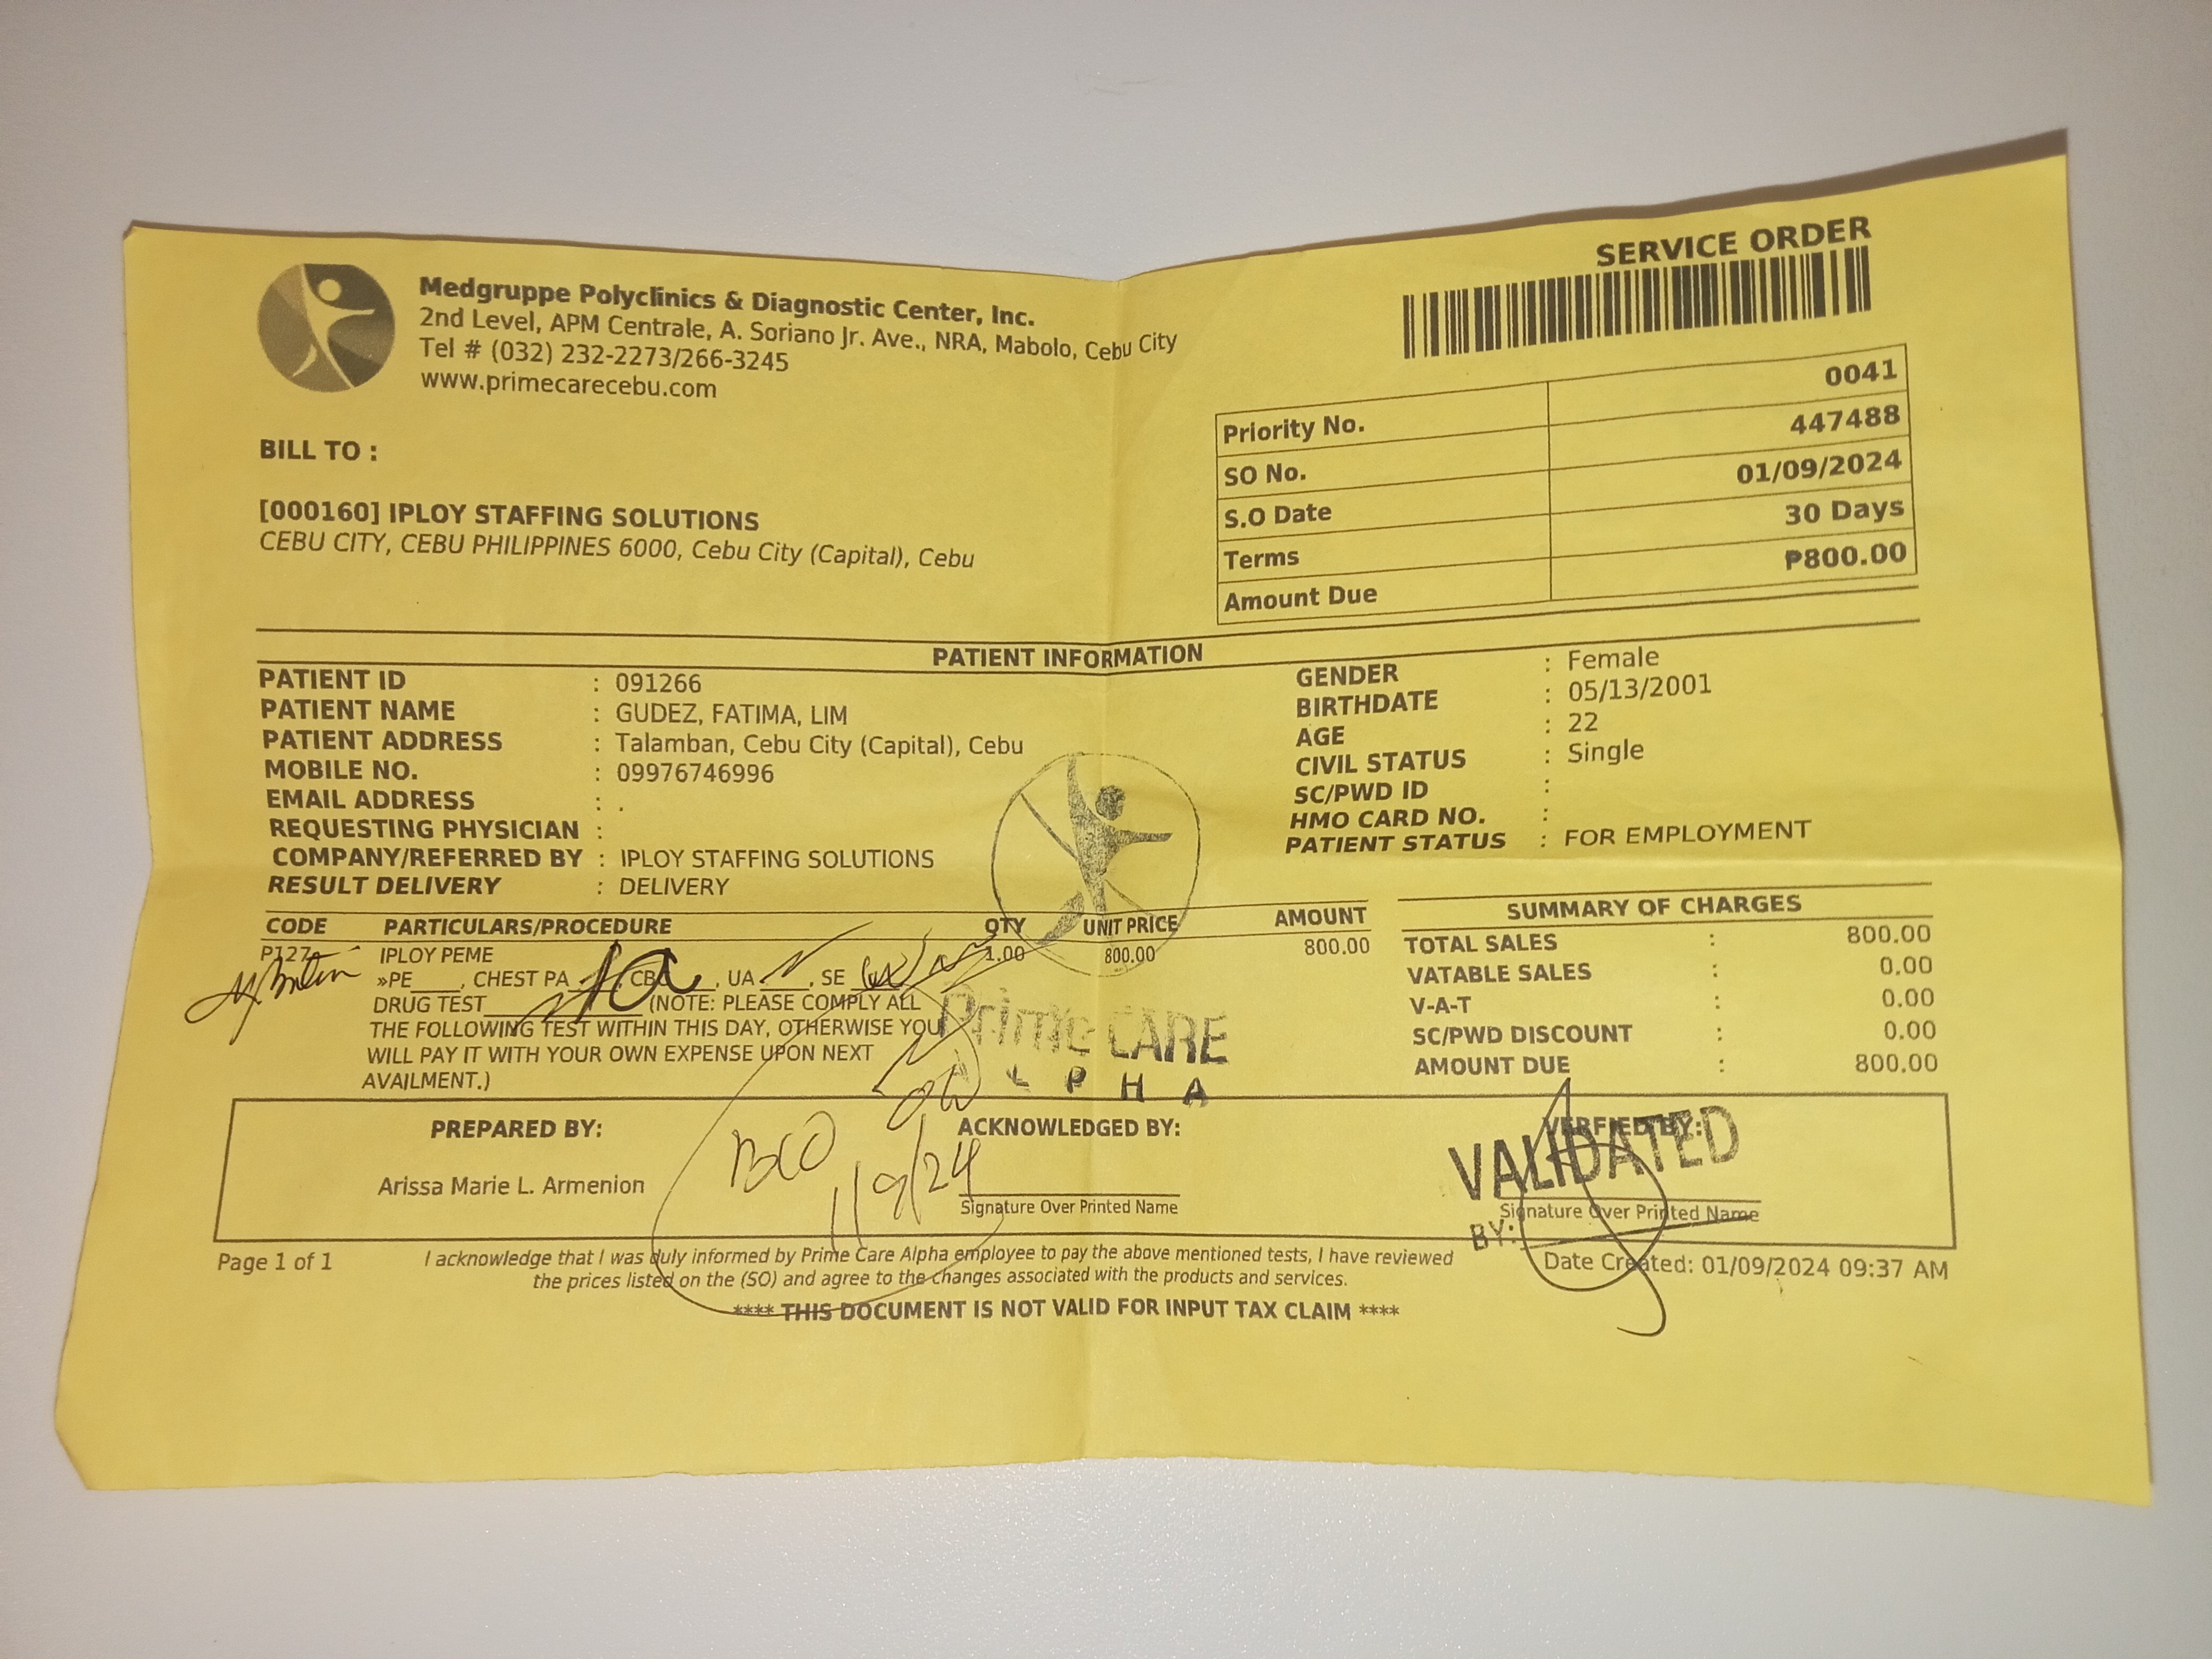 SERVICE ORDER
Medgruppe Polyclinics & Diagnostic Center, Inc.
2nd Level, APM Centrale, A. Soriano Jr. Ave., NRA, Mabolo, Cebu City
Tel # (032) 232-2273/266-3245
www.primecarecebu.com
Priority No. 0041
SO No. 447488
S.O Date 01/09/2024
Terms 30 Days
Amount Due ₱800.00
BILL TO :
[000160] IPLOY STAFFING SOLUTIONS
CEBU CITY, CEBU PHILIPPINES 6000, Cebu City (Capital), Cebu
PATIENT INFORMATION
PATIENT ID : 091266
PATIENT NAME : GUDEZ, FATIMA, LIM
PATIENT ADDRESS : Talamban, Cebu City (Capital), Cebu
MOBILE NO. : 09976746996
EMAIL ADDRESS : .
REQUESTING PHYSICIAN :
COMPANY/REFERRED BY : IPLOY STAFFING SOLUTIONS
RESULT DELIVERY : DELIVERY
GENDER : Female
BIRTHDATE : 05/13/2001
AGE : 22
CIVIL STATUS : Single
SC/PWD ID :
HMO CARD NO. :
PATIENT STATUS : FOR EMPLOYMENT
CODE PARTICULARS/PROCEDURE QTY UNIT PRICE AMOUNT
P127 IPLOY PEME 1.00 800.00 800.00
»PE____, CHEST PA____, CBC____, UA____, SE____,
DRUG TEST____ (NOTE: PLEASE COMPLY ALL
THE FOLLOWING TEST WITHIN THIS DAY, OTHERWISE YOU
WILL PAY IT WITH YOUR OWN EXPENSE UPON NEXT
AVAILMENT.)
Prime CARE
ALPHA
SUMMARY OF CHARGES
TOTAL SALES : 800.00
VATABLE SALES : 0.00
V-A-T : 0.00
SC/PWD DISCOUNT : 0.00
AMOUNT DUE : 800.00
PREPARED BY:
Arissa Marie L. Armenion
1/9/24
ACKNOWLEDGED BY:
Signature Over Printed Name
VERFIED BY:
VALIDATED
Signature Over Printed Name
BY:
Page 1 of 1
I acknowledge that I was duly informed by Prime Care Alpha employee to pay the above mentioned tests, I have reviewed
the prices listed on the (SO) and agree to the changes associated with the products and services.
Date Created: 01/09/2024 09:37 AM
**** THIS DOCUMENT IS NOT VALID FOR INPUT TAX CLAIM ****